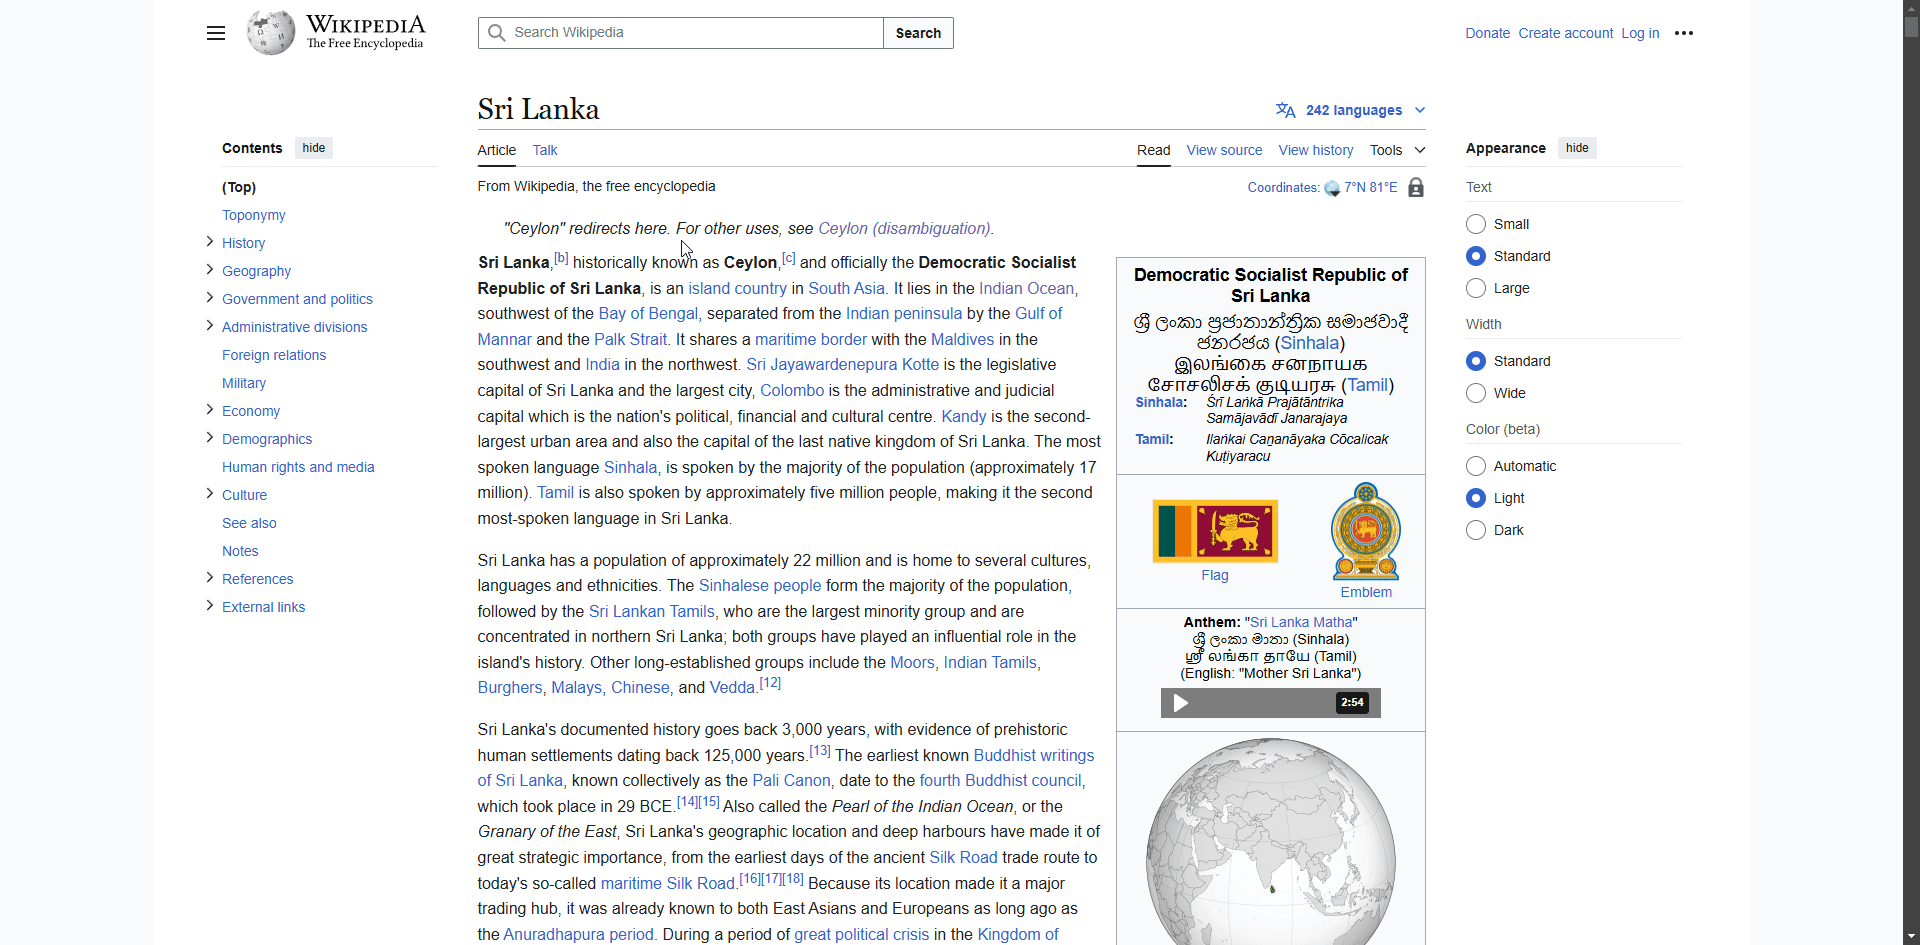 WIKIPEDIA
The Free Encyclopedia
Search Wikipedia
Search
Donate Create account Log in
Sri Lanka
242 languages
Contents hide
(Top)
Toponymy
History
Geography
Government and politics
Administrative divisions
Foreign relations
Military
Economy
Demographics
Human rights and media
Culture
See also
Notes
References
External links
Article Talk
Read View source View history Tools
From Wikipedia, the free encyclopedia
Coordinates: 7°N 81°E
"Ceylon" redirects here. For other uses, see Ceylon (disambiguation).
Sri Lanka,[b] historically known as Ceylon,[c] and officially the Democratic Socialist
Republic of Sri Lanka, is an island country in South Asia. It lies in the Indian Ocean,
southwest of the Bay of Bengal, separated from the Indian peninsula by the Gulf of
Mannar and the Palk Strait. It shares a maritime border with the Maldives in the
southwest and India in the northwest. Sri Jayawardenepura Kotte is the legislative
capital of Sri Lanka and the largest city, Colombo is the administrative and judicial
capital which is the nation's political, financial and cultural centre. Kandy is the second-
largest urban area and also the capital of the last native kingdom of Sri Lanka. The most
spoken language Sinhala, is spoken by the majority of the population (approximately 17
million). Tamil is also spoken by approximately five million people, making it the second
most-spoken language in Sri Lanka.
Sri Lanka has a population of approximately 22 million and is home to several cultures,
languages and ethnicities. The Sinhalese people form the majority of the population,
followed by the Sri Lankan Tamils, who are the largest minority group and are
concentrated in northern Sri Lanka; both groups have played an influential role in the
island's history. Other long-established groups include the Moors, Indian Tamils,
Burghers, Malays, Chinese, and Vedda.[12]
Sri Lanka's documented history goes back 3,000 years, with evidence of prehistoric
human settlements dating back 125,000 years.[13] The earliest known Buddhist writings
of Sri Lanka, known collectively as the Pali Canon, date to the fourth Buddhist council,
which took place in 29 BCE.[14][15] Also called the Pearl of the Indian Ocean, or the
Granary of the East, Sri Lanka's geographic location and deep harbours have made it of
great strategic importance, from the earliest days of the ancient Silk Road trade route to
today's so-called maritime Silk Road.[16][17][18] Because its location made it a major
trading hub, it was already known to both East Asians and Europeans as long ago as
the Anuradhapura period. During a period of great political crisis in the Kingdom of
Democratic Socialist Republic of
Sri Lanka
ශ්‍රී ලංකා ප්‍රජාතාන්ත්‍රික සමාජවාදී
ජනරජය (Sinhala)
இலங்கை சனநாயக
சோசலிசக் குடியரசு (Tamil)
Sinhala: Śrī Laṅkā Prajātāntrika
Samājavādī Janarajaya
Tamil: Ilaṅkai Caṉanāyaka Cōcalicak
Kuṭiyaracu
Flag
Emblem
Anthem: "Sri Lanka Matha"
ශ්‍රී ලංකා මාතා (Sinhala)
ஸ்ரீ லங்கா தாயே (Tamil)
(English: "Mother Sri Lanka")
2:54
Appearance hide
Text
Small
Standard
Large
Width
Standard
Wide
Color (beta)
Automatic
Light
Dark